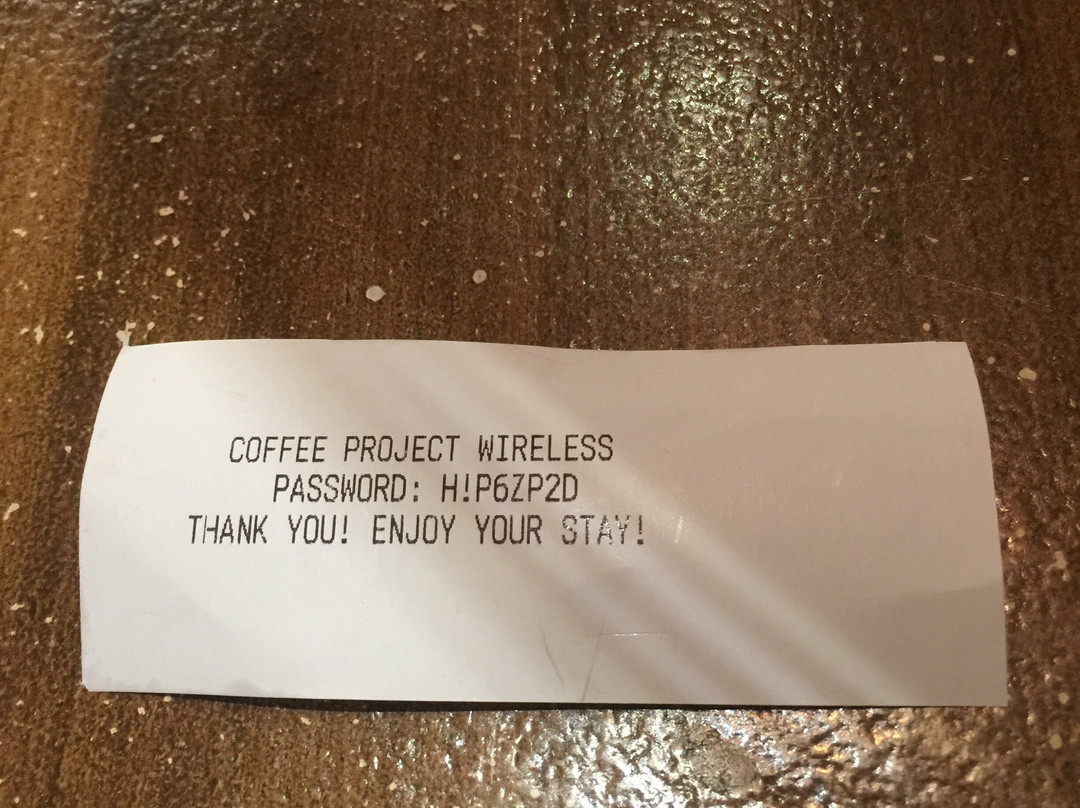 COFFEE PROJECT WIRELESS
PASSWORD: H!P6ZP2D
THANK YOU! ENJOY YOUR STAY!